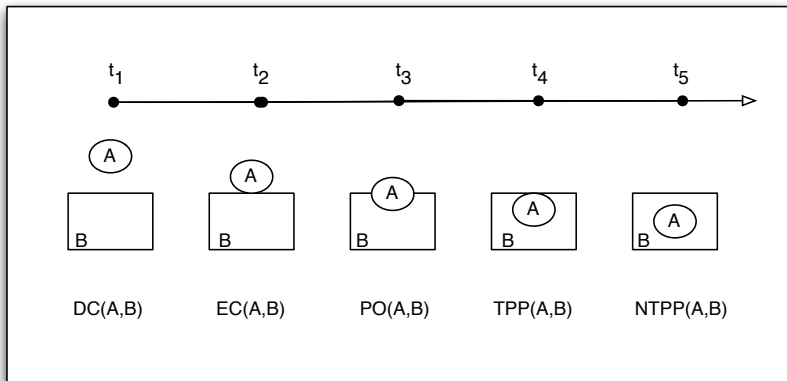 t1 t2 t3 t4 t5
A A A A A
B B B B B
DC(A,B) EC(A,B) PO(A,B) TPP(A,B) NTPP(A,B)